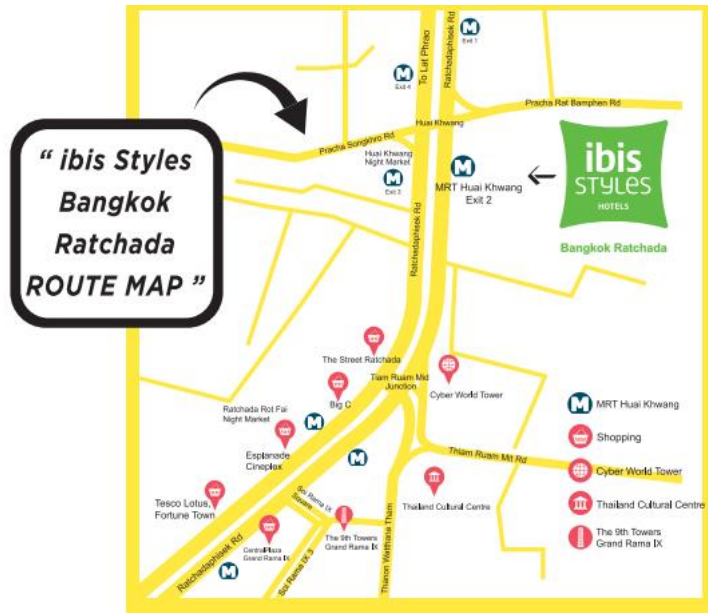 “ ibis Styles
Bangkok
Ratchada
ROUTE MAP ”
To Lat Phrao
Exit 4
Ratchadaphisek Rd
Exit 1
Pracha Rat Bamphen Rd
Huai Khwang
Pracha Songkhro Rd
Huai Khwang
Night Market
Exit 3
MRT Huai Khwang
Exit 2
ibis
STYLES
HOTELS
Bangkok Ratchada
Ratchadaphisek Rd
The Street Ratchada
Tiam Ruam Mid
Junction
Cyber World Tower
Big C
Ratchada Rot Fai
Night Market
Esplanade
Cineplex
Thiam Ruam Mit Rd
Tesco Lotus,
Fortune Town
Thailand Cultural Centre
Soi Rama IX
Square
The 9th Towers
Grand Rama IX
CentralPlaza
Grand Rama IX
Ratchadaphisek Rd
Soi Rama IX 3
Thanon Watthana Tham
MRT Huai Khwang
Shopping
Cyber World Tower
Thailand Cultural Centre
The 9th Towers
Grand Rama IX